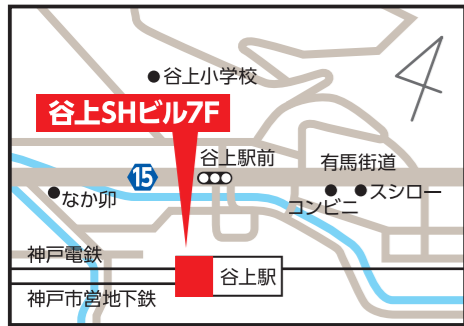 谷上小学校
谷上SHビル7F
谷上駅前
有馬街道
15
なか卯
スシロー
コンビニ
神戸電鉄
谷上駅
神戸市営地下鉄